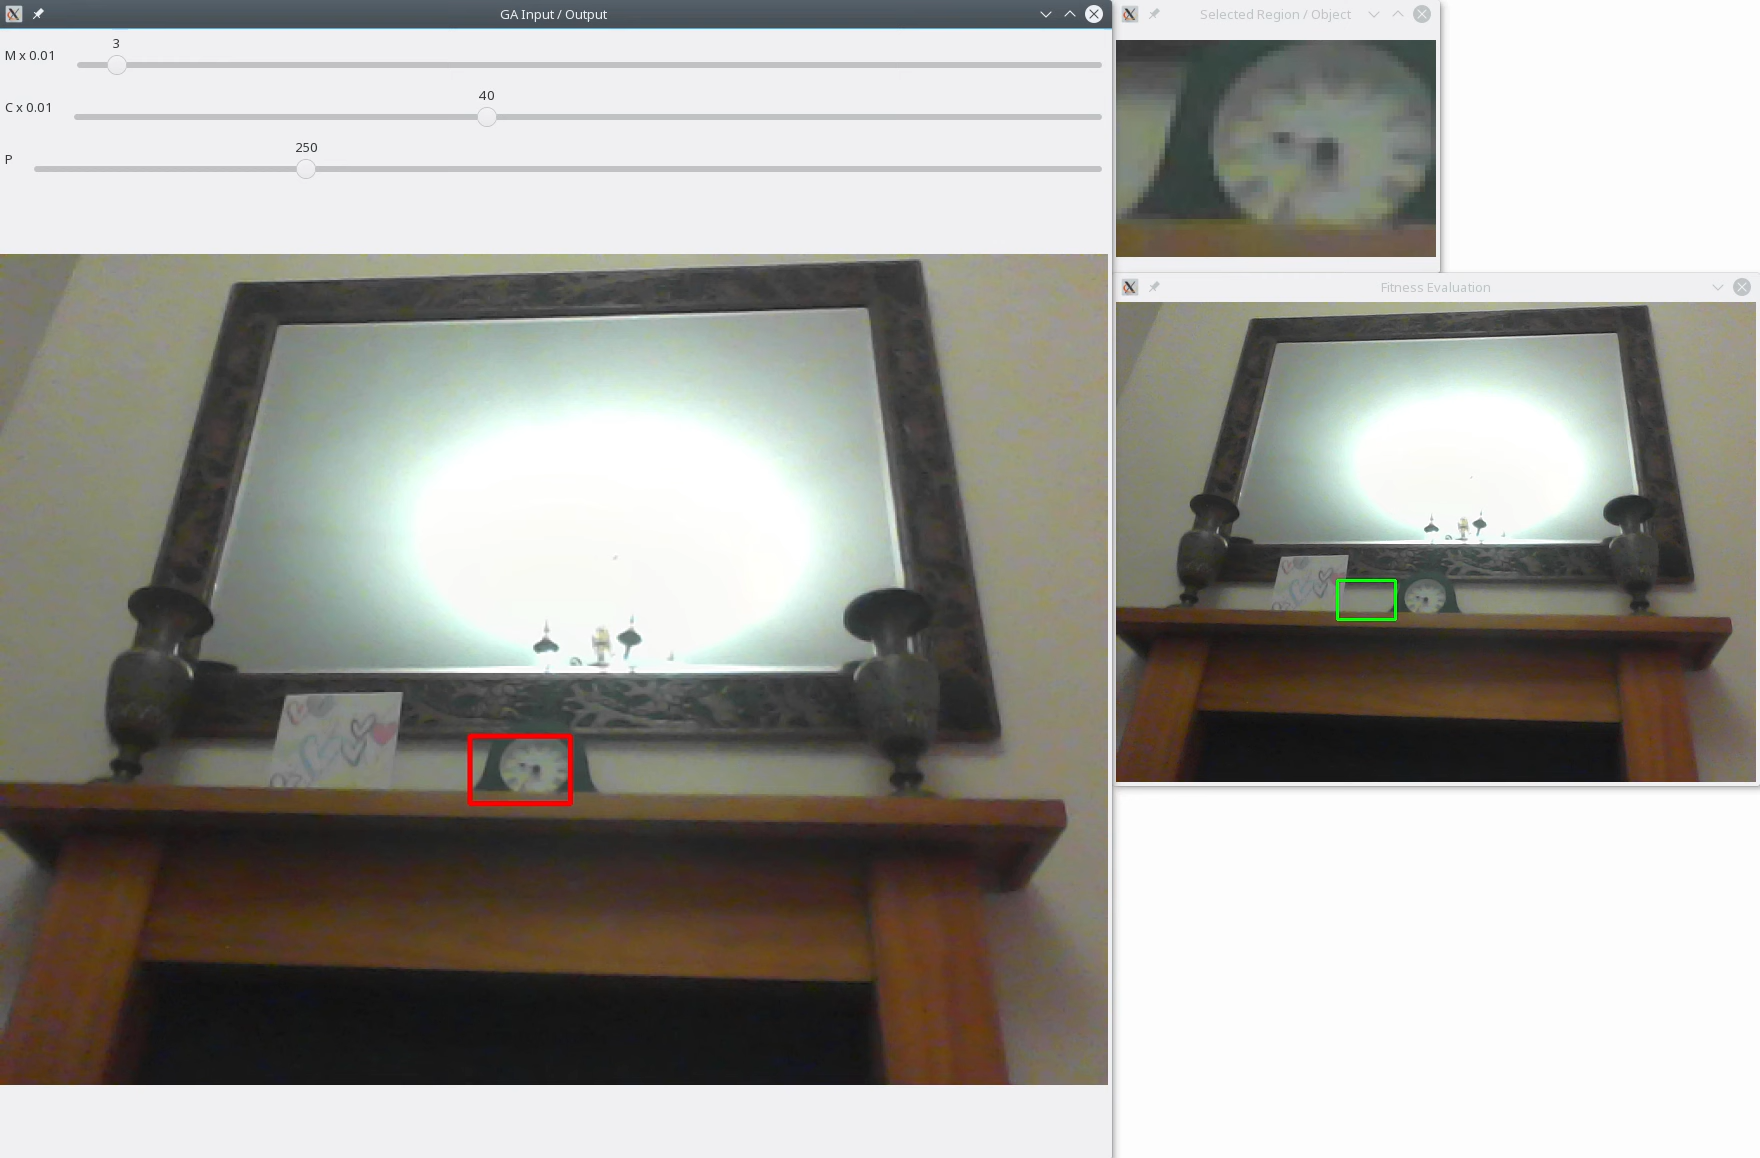 GA Input / Output
M x 0.01
3
C x 0.01
40
P
250
Selected Region / Object
Fitness Evaluation